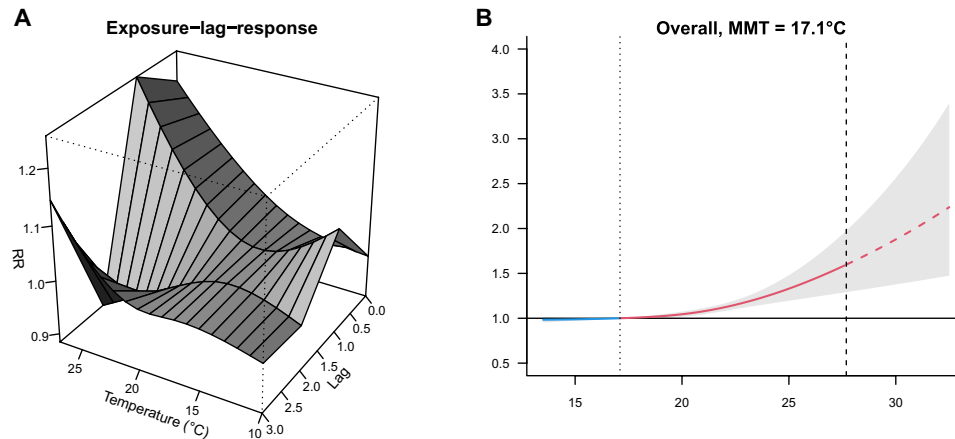 A
Exposure−lag−response
RR
1.2
1.1
1.0
0.9
25
20
15
10
Temperature (°C)
3.0
2.5
2.0
1.5
1.0
0.5
0.0
Lag
B
Overall, MMT = 17.1°C
4.0
3.5
3.0
2.5
2.0
1.5
1.0
0.5
15 20 25 30